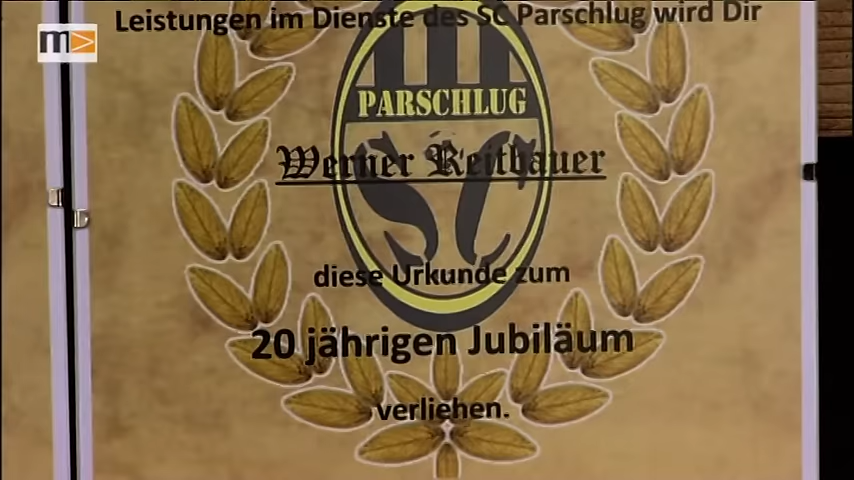 Leistungen im Dienste des SC Parschlug wird Dir
m
PARSCHLUG
Werner Reitbauer
SC
diese Urkunde zum
20 jährigen Jubiläum
verliehen.